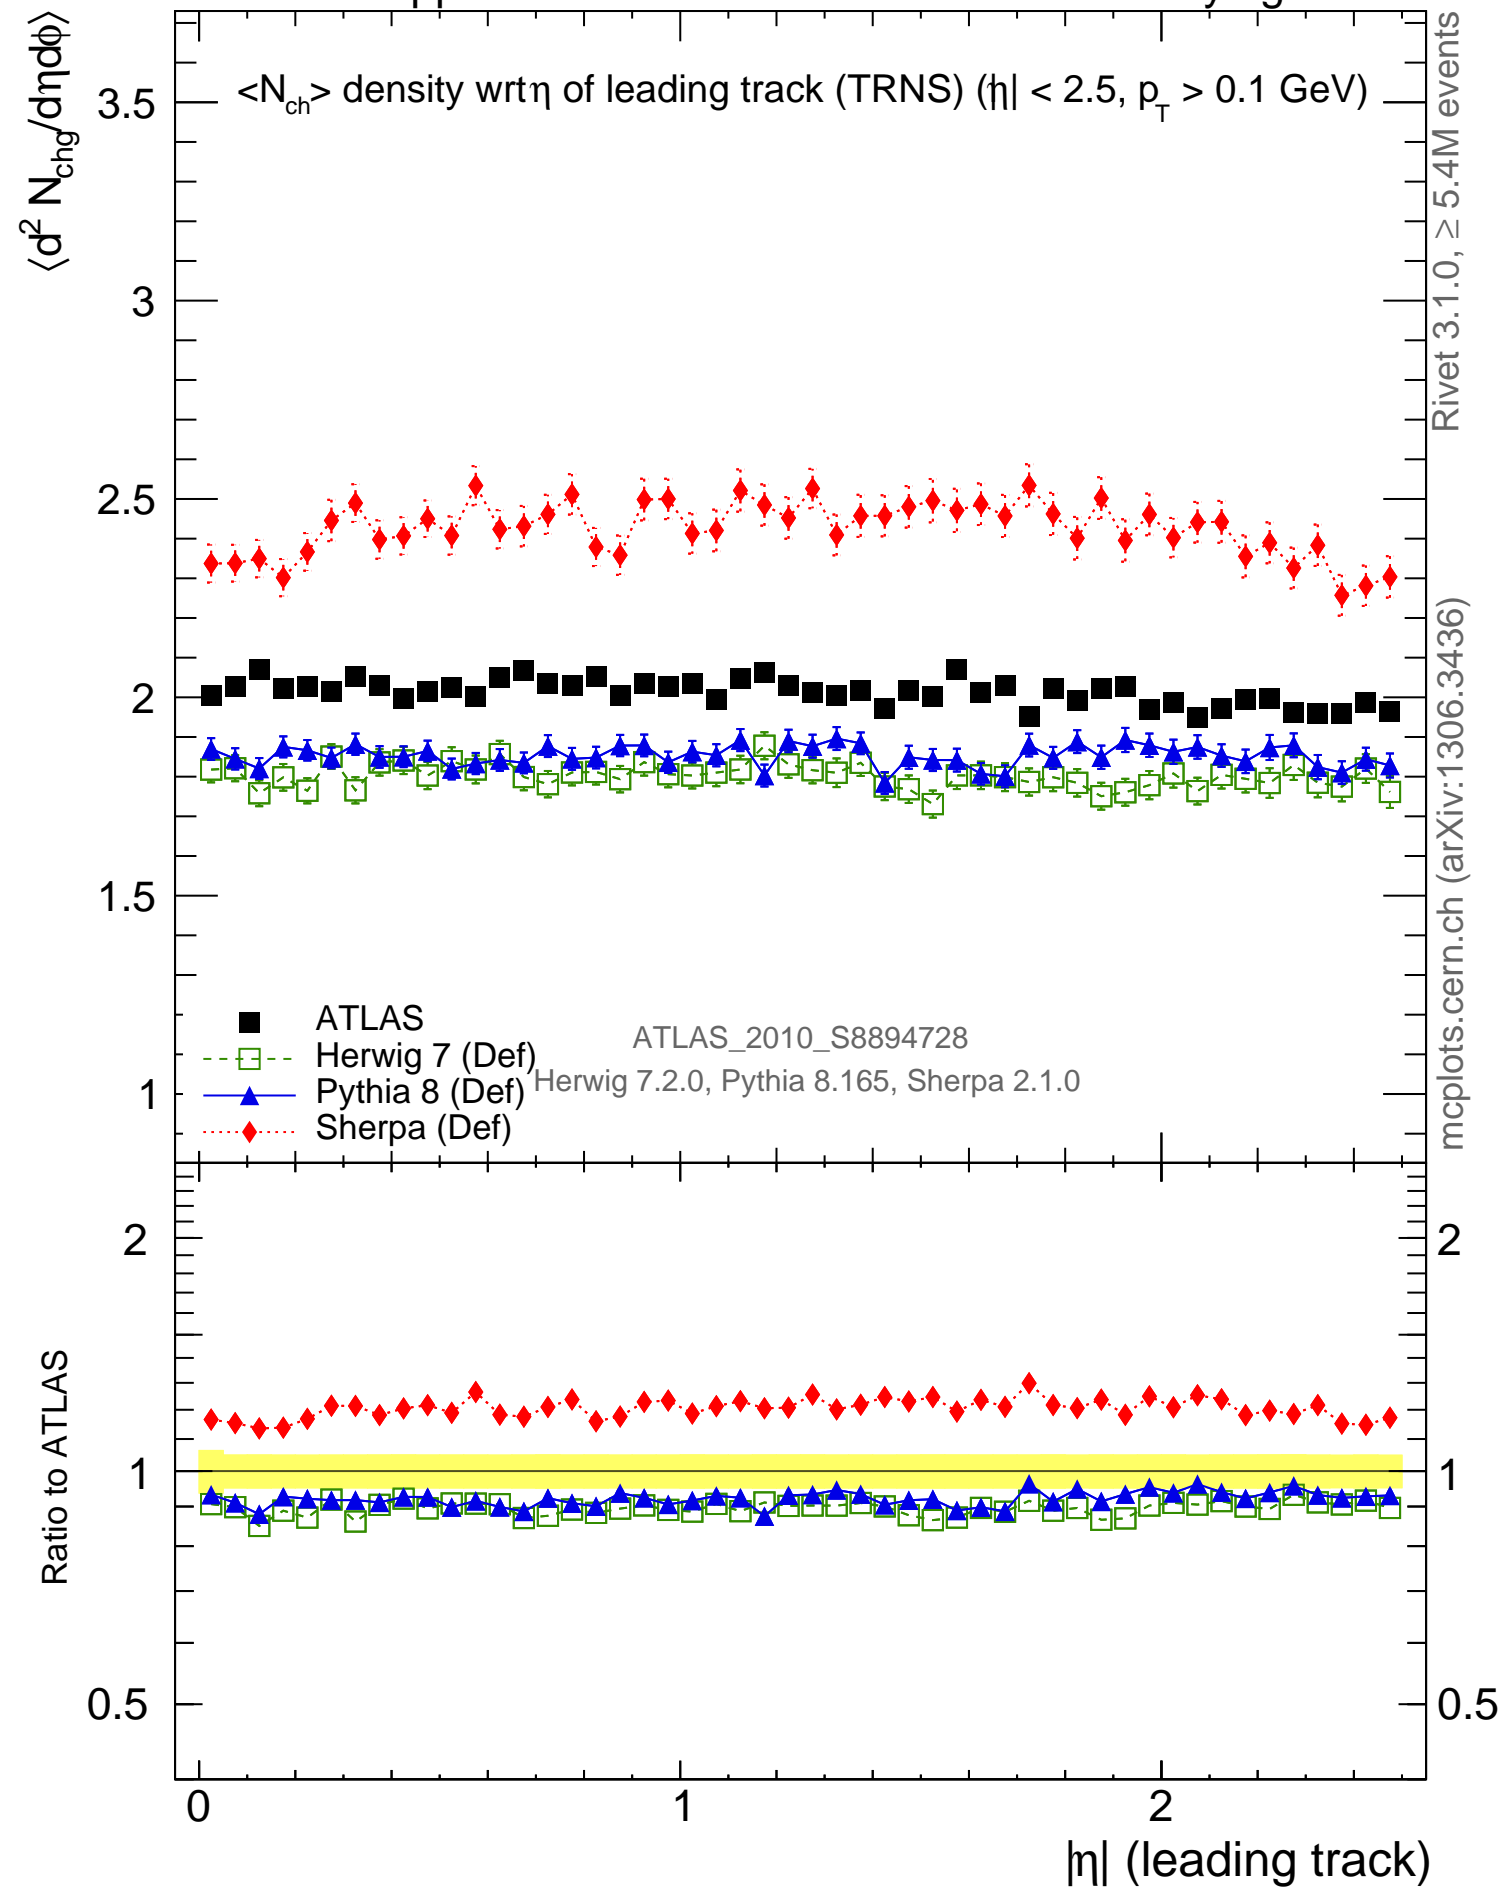 <N_ch> density wrt η of leading track (TRNS) (|η| < 2.5, p_T > 0.1 GeV)
⟨d² N_chg/dηdϕ⟩
3.5
3
2.5
2
1.5
1
ATLAS
Herwig 7 (Def)
Pythia 8 (Def)
Sherpa (Def)
ATLAS_2010_S8894728
Herwig 7.2.0, Pythia 8.165, Sherpa 2.1.0
Rivet 3.1.0, ≥ 5.4M events
mcplots.cern.ch (arXiv:1306.3436)
Ratio to ATLAS
2
1
0.5
2
1
0.5
0
1
2
|η| (leading track)